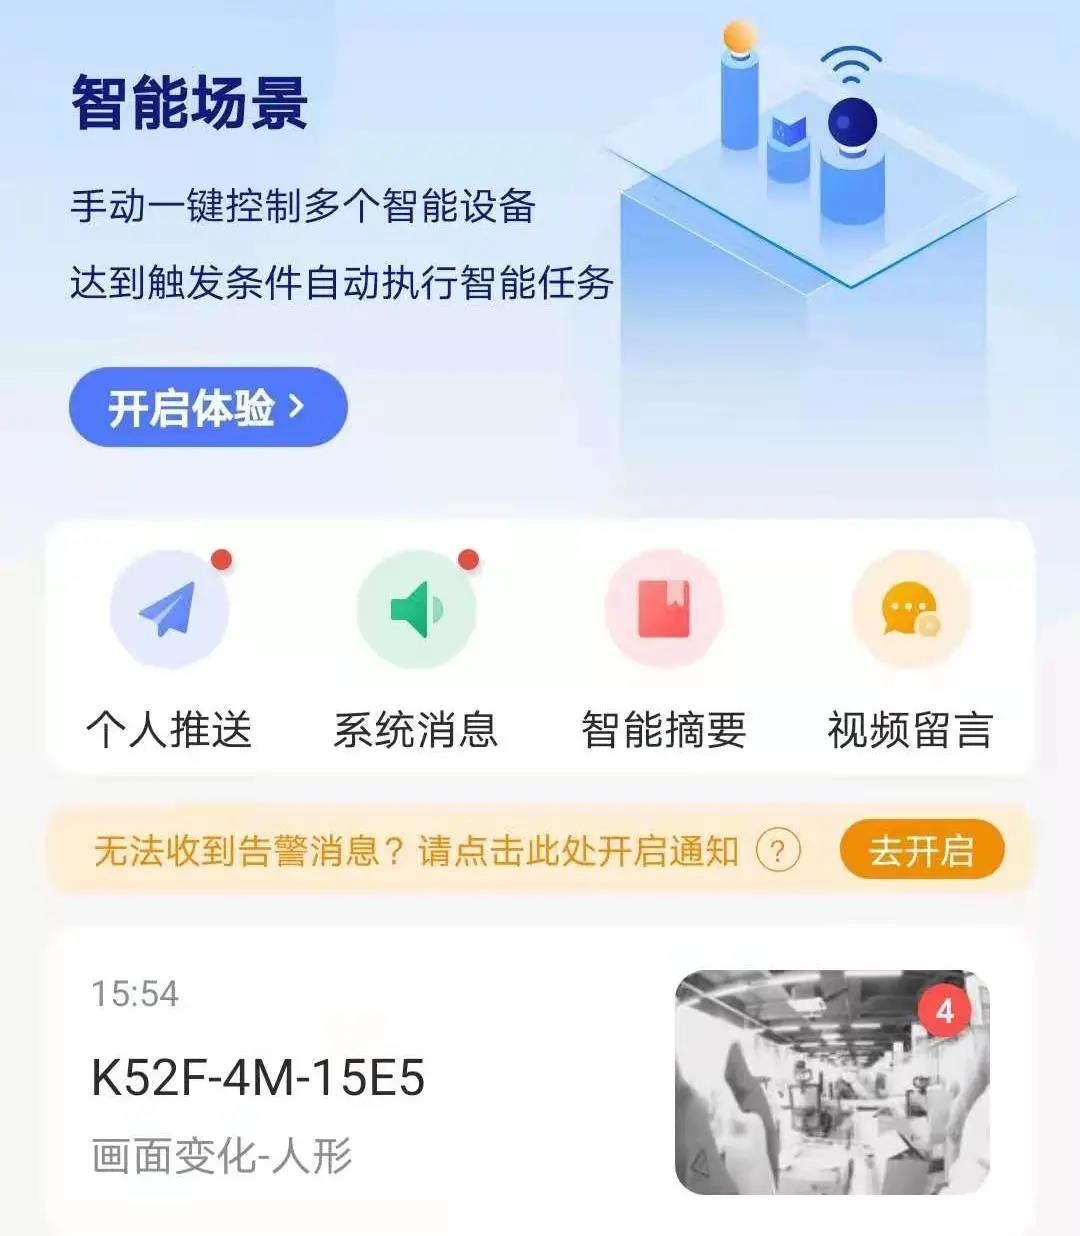 智能场景
手动一键控制多个智能设备
达到触发条件自动执行智能任务
开启体验 >
个人推送
系统消息
智能摘要
视频留言
无法收到告警消息？请点击此处开启通知 ?
去开启
15:54
4
K52F-4M-15E5
画面变化-人形